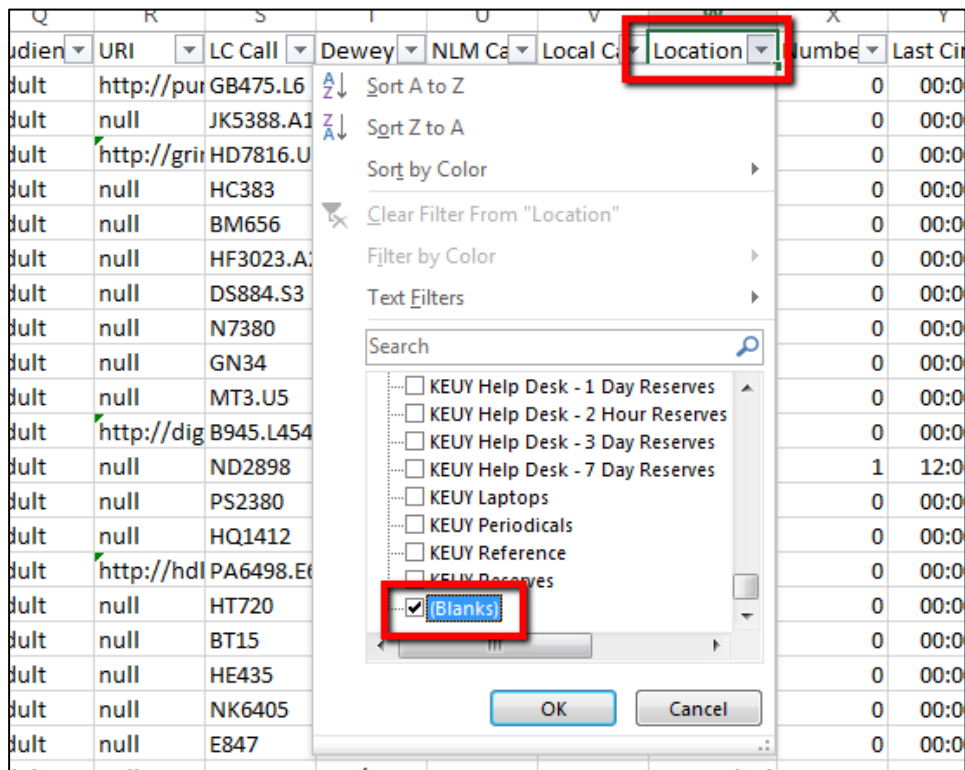 Q R S T U V W X Y
udien URI LC Call Dewey NLM Ca Local Ca Location Numbe Last Cir
dult http://pur GB475.L6 0 00:0
dult null JK5388.A1 0 00:0
dult http://grir HD7816.U 0 00:0
dult null HC383 0 00:0
dult null BM656 0 00:0
dult null HF3023.A 0 00:0
dult null DS884.S3 0 00:0
dult null N7380 0 00:0
dult null GN34 0 00:0
dult null MT3.U5 0 00:0
dult http://dig B945.L454 0 00:0
dult null ND2898 1 12:0
dult null PS2380 0 00:0
dult null HQ1412 0 00:0
dult http://hdl PA6498.E 0 00:0
dult null HT720 0 00:0
dult null BT15 0 00:0
dult null HE435 0 00:0
dult null NK6405 0 00:0
dult null E847 0 00:0
Sort A to Z
Sort Z to A
Sort by Color
Clear Filter From "Location"
Filter by Color
Text Filters
Search
KEUY Help Desk - 1 Day Reserves
KEUY Help Desk - 2 Hour Reserves
KEUY Help Desk - 3 Day Reserves
KEUY Help Desk - 7 Day Reserves
KEUY Laptops
KEUY Periodicals
KEUY Reference
KEUY Reserves
(Blanks)
OK Cancel